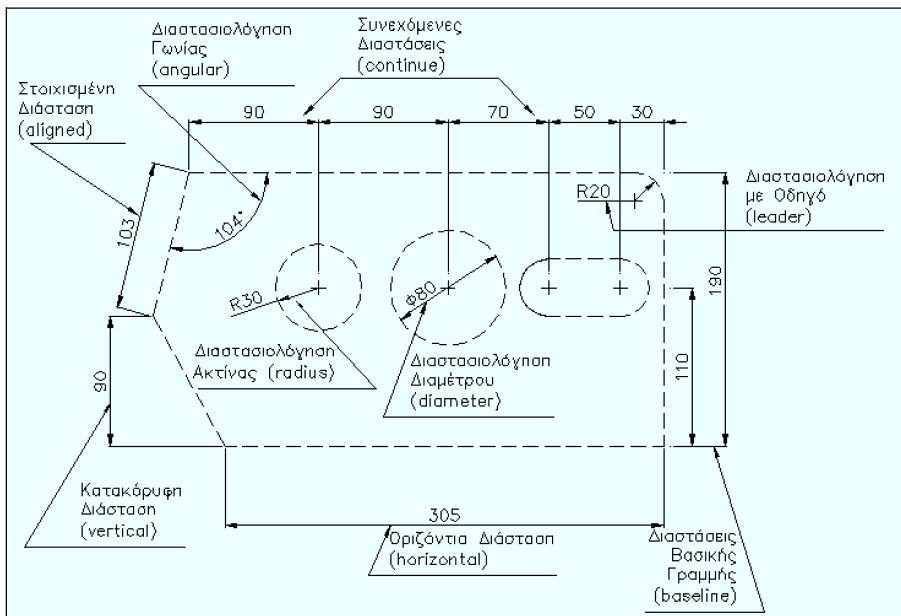 Διαστασιολόγηση
Γωνίας
(angular)
Συνεχόμενες
Διαστάσεις
(continue)
Στοιχισμένη
Διάσταση
(aligned)
90
90
70
50
30
Διαστασιολόγηση
με Οδηγό
(leader)
R20
103
104°
190
R30
Φ80
110
Διαστασιολόγηση
Ακτίνας (radius)
Διαστασιολόγηση
Διαμέτρου
(diameter)
90
Κατακόρυφη
Διάσταση
(vertical)
305
Οριζόντια Διάσταση
(horizontal)
Διαστάσεις
Βασικής
Γραμμής
(baseline)